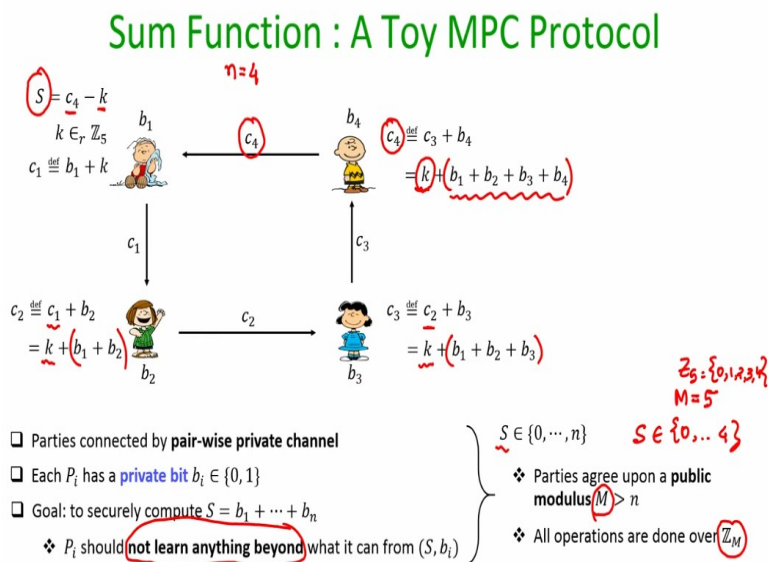 Sum Function : A Toy MPC Protocol
n=4
S = c₄ − k
k ∈ᵣ ℤ₅
c₁ ≝ b₁ + k
b₁
c₄
b₄
c₄ ≝ c₃ + b₄
= k + (b₁ + b₂ + b₃ + b₄)
c₁
c₃
c₂ ≝ c₁ + b₂
= k + (b₁ + b₂)
b₂
c₂
b₃
c₃ ≝ c₂ + b₃
= k + (b₁ + b₂ + b₃)
Z₅ = {0,1,2,3,4}
M = 5
S ∈ {0,.. 4}
❑ Parties connected by pair-wise private channel
❑ Each Pᵢ has a private bit bᵢ ∈ {0, 1}
❑ Goal: to securely compute S = b₁ + ⋯ + bₙ
❖ Pᵢ should not learn anything beyond what it can from (S, bᵢ)
S ∈ {0, ⋯, n}
❖ Parties agree upon a public
modulus M > n
❖ All operations are done over ℤ_M